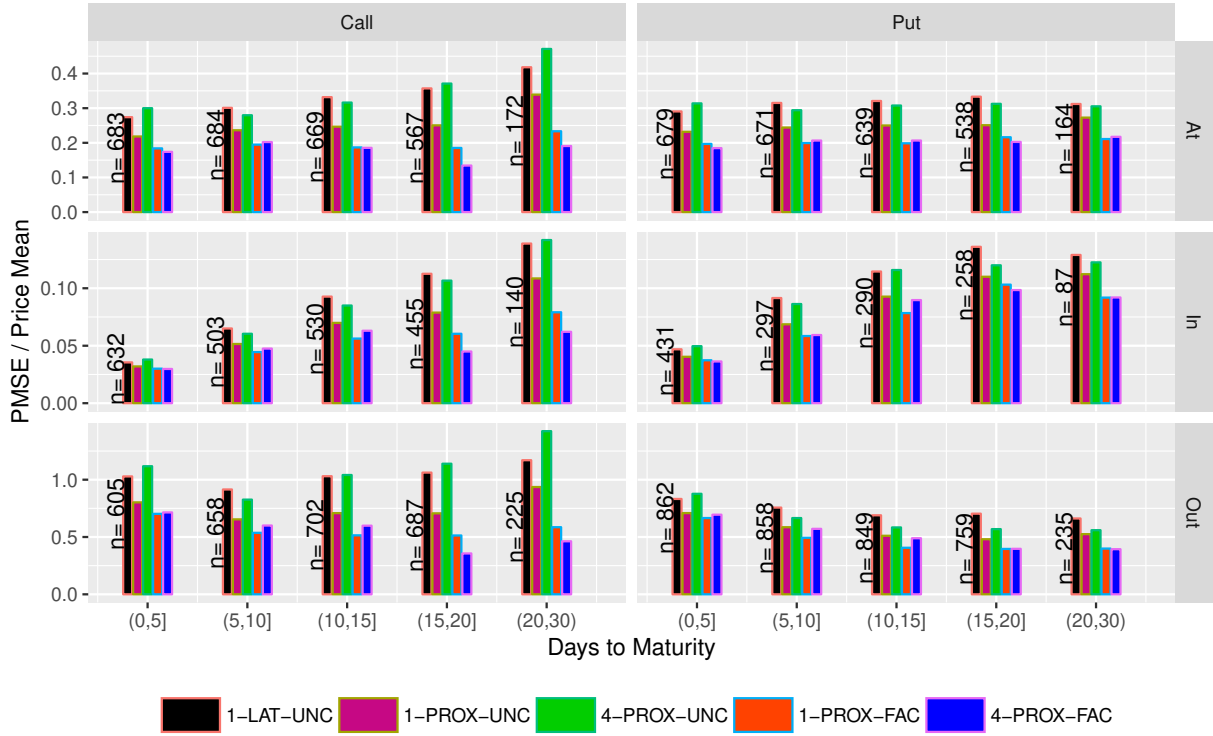 Call
Put
0.4
0.3
0.2
0.1
0.0
n= 683
n= 684
n= 669
n= 567
n= 172
n= 679
n= 671
n= 639
n= 538
n= 164
At
PMSE / Price Mean
0.10
0.05
0.00
n= 632
n= 503
n= 530
n= 455
n= 140
n= 431
n= 297
n= 290
n= 258
n= 87
In
1.0
0.5
0.0
n= 605
n= 658
n= 702
n= 687
n= 225
n= 862
n= 858
n= 849
n= 759
n= 235
Out
(0,5]
(5,10]
(10,15]
(15,20]
(20,30)
(0,5]
(5,10]
(10,15]
(15,20]
(20,30)
Days to Maturity
1−LAT−UNC
1−PROX−UNC
4−PROX−UNC
1−PROX−FAC
4−PROX−FAC